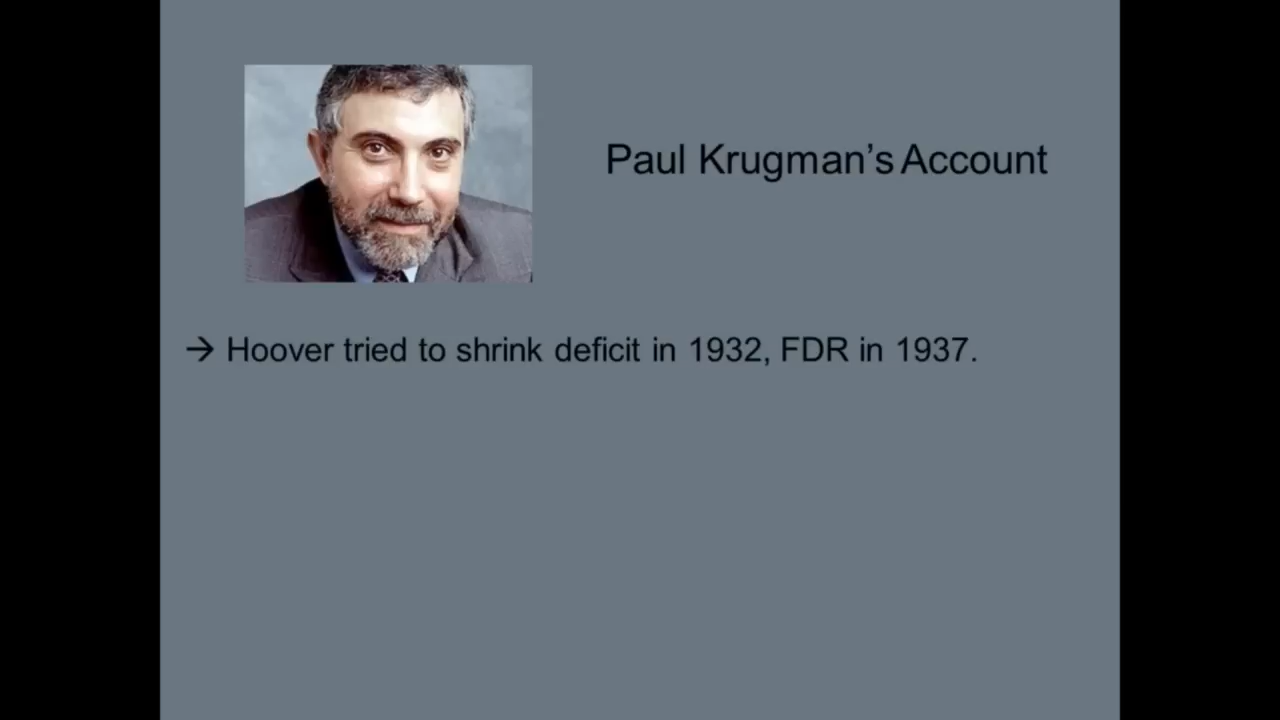 Paul Krugman’s Account
→ Hoover tried to shrink deficit in 1932, FDR in 1937.